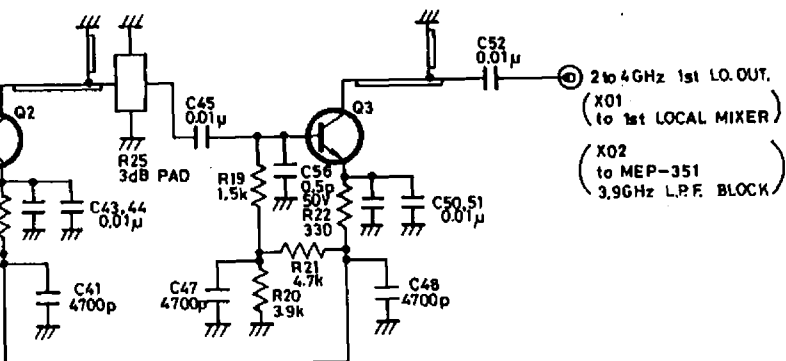 Q2
R25
3dB PAD
C43,44
0.01μ
C41
4700p
C45
0.01μ
R19
1.5k
C56
0.5p
50V
R22
330
Q3
C50,51
0.01μ
C47
4700p
R20
3.9k
R21
4.7k
C48
4700p
C52
0.01μ
2 to 4GHz 1st LO. OUT.
(X01
to 1st LOCAL MIXER)
(X02
to MEP-351
3.9GHz L.P.F. BLOCK)